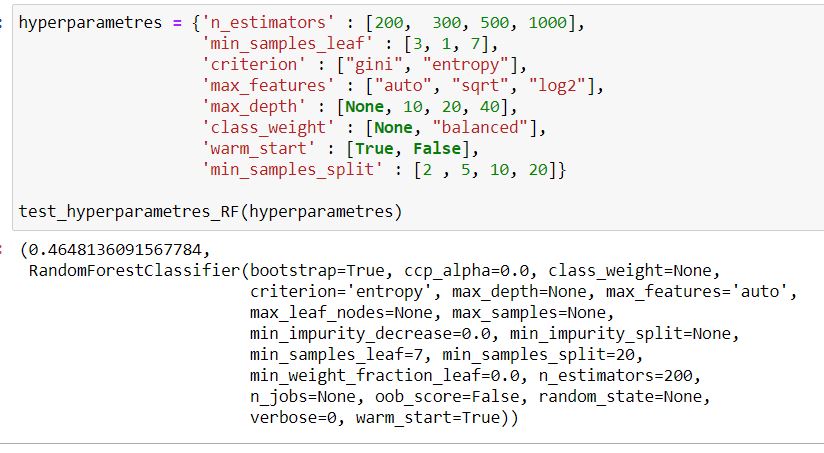 hyperparametres = {'n_estimators' : [200,  300, 500, 1000],
'min_samples_leaf' : [3, 1, 7],
'criterion' : ["gini", "entropy"],
'max_features' : ["auto", "sqrt", "log2"],
'max_depth' : [None, 10, 20, 40],
'class_weight' : [None, "balanced"],
'warm_start' : [True, False],
'min_samples_split' : [2 , 5, 10, 20]}
test_hyperparametres_RF(hyperparametres)
(0.4648136091567784,
RandomForestClassifier(bootstrap=True, ccp_alpha=0.0, class_weight=None,
criterion='entropy', max_depth=None, max_features='auto',
max_leaf_nodes=None, max_samples=None,
min_impurity_decrease=0.0, min_impurity_split=None,
min_samples_leaf=7, min_samples_split=20,
min_weight_fraction_leaf=0.0, n_estimators=200,
n_jobs=None, oob_score=False, random_state=None,
verbose=0, warm_start=True))